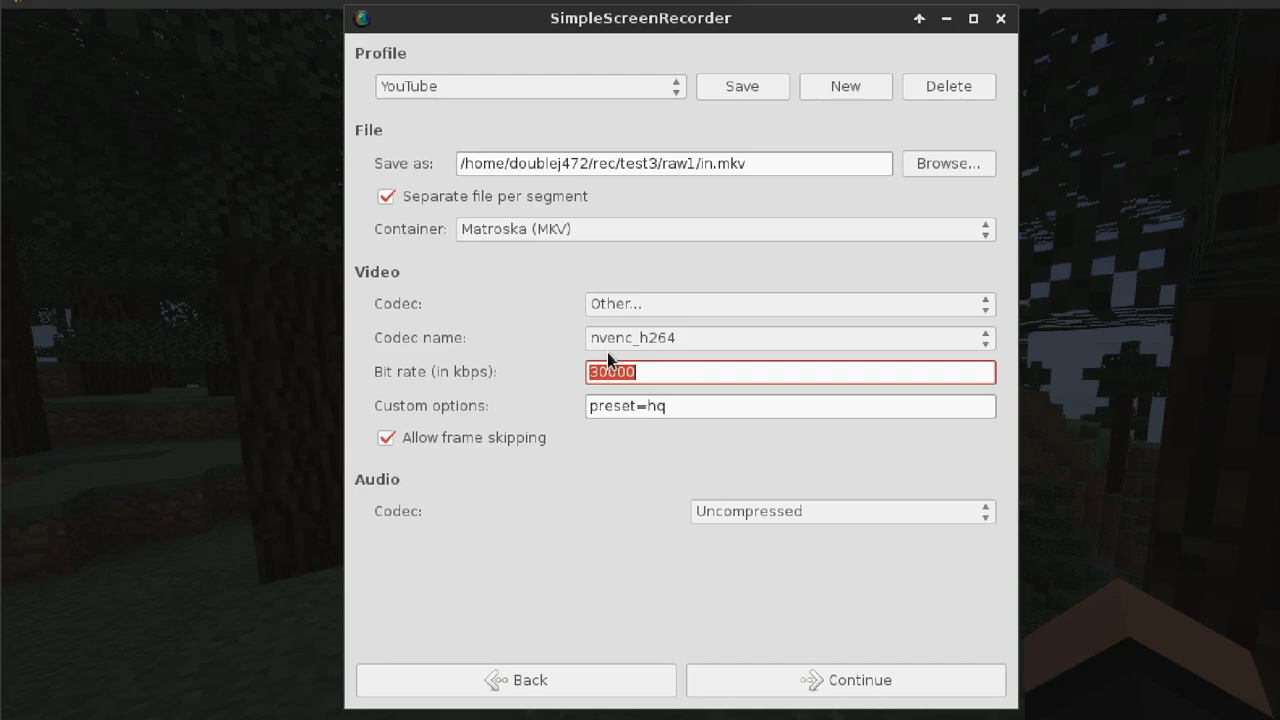 SimpleScreenRecorder
Profile
YouTube Save New Delete
File
Save as: /home/doublej472/rec/test3/raw1/in.mkv Browse...
Separate file per segment
Container: Matroska (MKV)
Video
Codec: Other...
Codec name: nvenc_h264
Bit rate (in kbps): 30000
Custom options: preset=hq
Allow frame skipping
Audio
Codec: Uncompressed
Back Continue